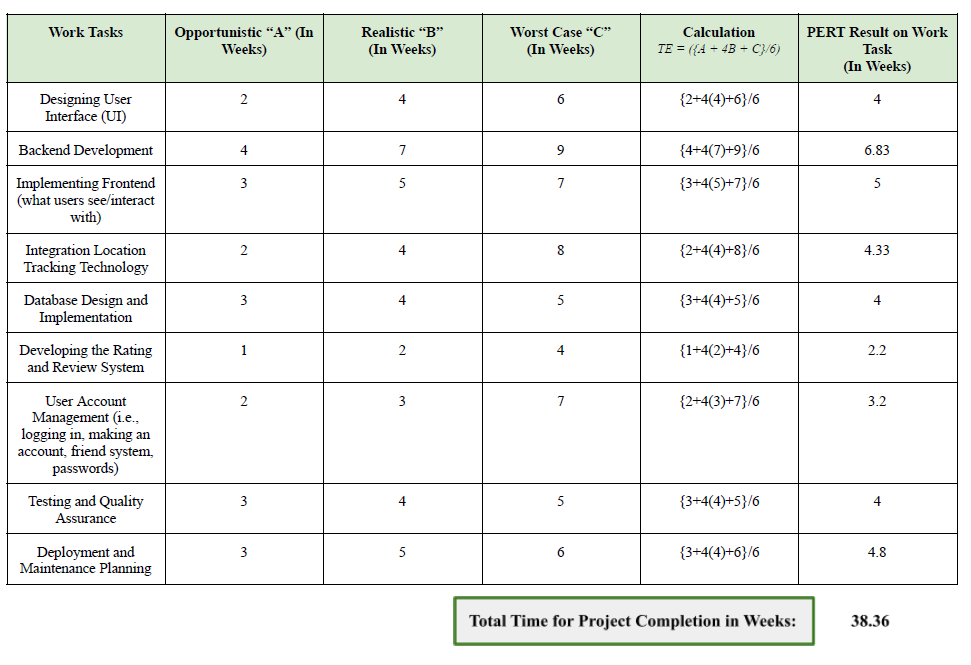 Work Tasks
Opportunistic “A” (In
Weeks)
Realistic “B”
(In Weeks)
Worst Case “C”
(In Weeks)
Calculation
TE = ({A + 4B + C}/6)
PERT Result on Work
Task
(In Weeks)
Designing User
Interface (UI)
2
4
6
{2+4(4)+6}/6
4
Backend Development
4
7
9
{4+4(7)+9}/6
6.83
Implementing Frontend
(what users see/interact
with)
3
5
7
{3+4(5)+7}/6
5
Integration Location
Tracking Technology
2
4
8
{2+4(4)+8}/6
4.33
Database Design and
Implementation
3
4
5
{3+4(4)+5}/6
4
Developing the Rating
and Review System
1
2
4
{1+4(2)+4}/6
2.2
User Account
Management (i.e.,
logging in, making an
account, friend system,
passwords)
2
3
7
{2+4(3)+7}/6
3.2
Testing and Quality
Assurance
3
4
5
{3+4(4)+5}/6
4
Deployment and
Maintenance Planning
3
5
6
{3+4(4)+6}/6
4.8
Total Time for Project Completion in Weeks:
38.36